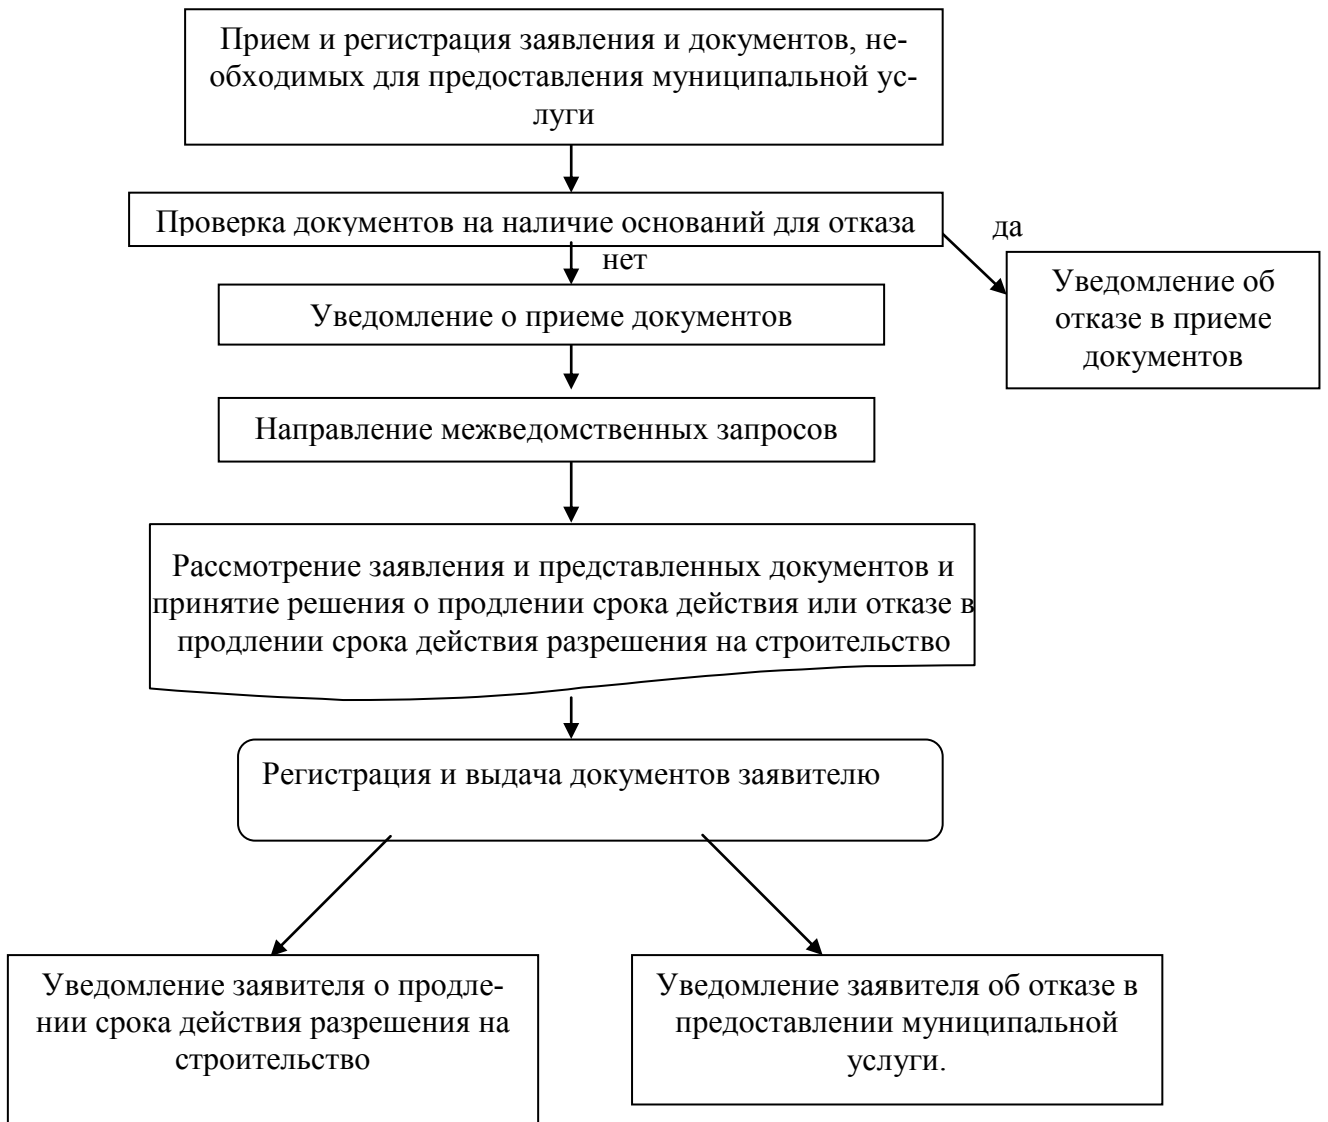 Прием и регистрация заявления и документов, не-
обходимых для предоставления муниципальной ус-
луги
Проверка документов на наличие оснований для отказа
да
нет
Уведомление об
отказе в приеме
документов
Уведомление о приеме документов
Направление межведомственных запросов
Рассмотрение заявления и представленных документов и
принятие решения о продлении срока действия или отказе в
продлении срока действия разрешения на строительство
Регистрация и выдача документов заявителю
Уведомление заявителя о продле-
нии срока действия разрешения на
строительство
Уведомление заявителя об отказе в
предоставлении муниципальной
услуги.